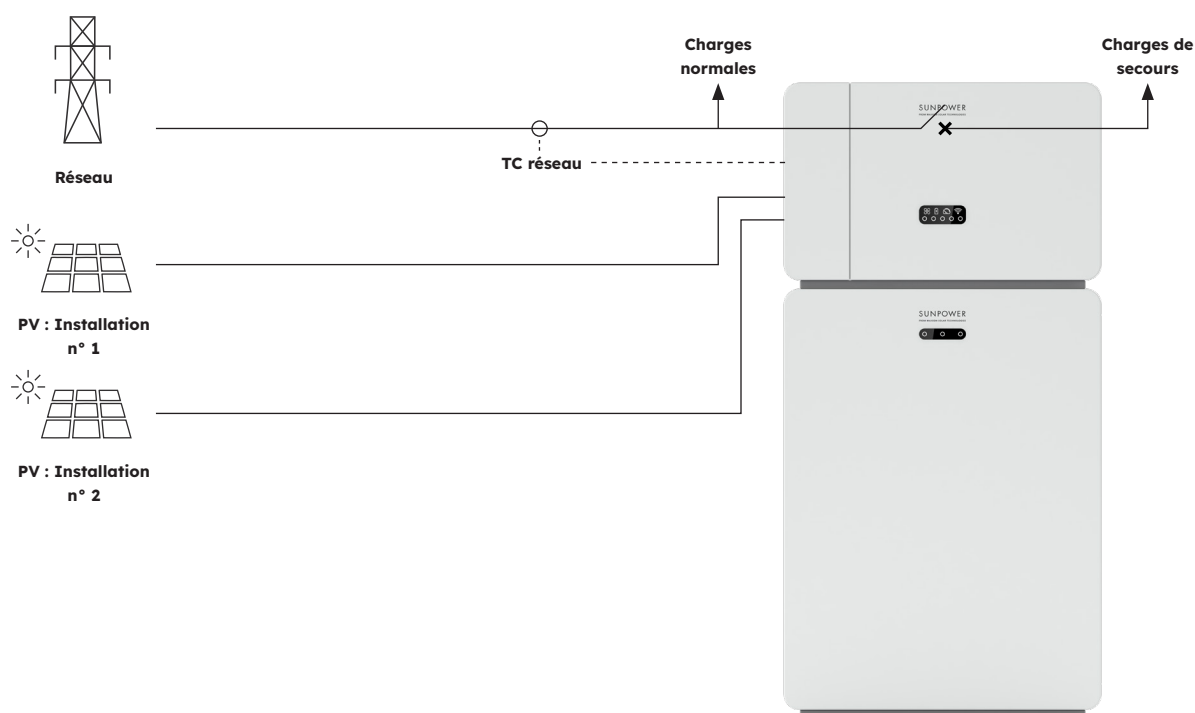 Charges
normales
Charges de
secours
SUNPOWER
Réseau
TC réseau
PV : Installation
n° 1
SUNPOWER
PV : Installation
n° 2